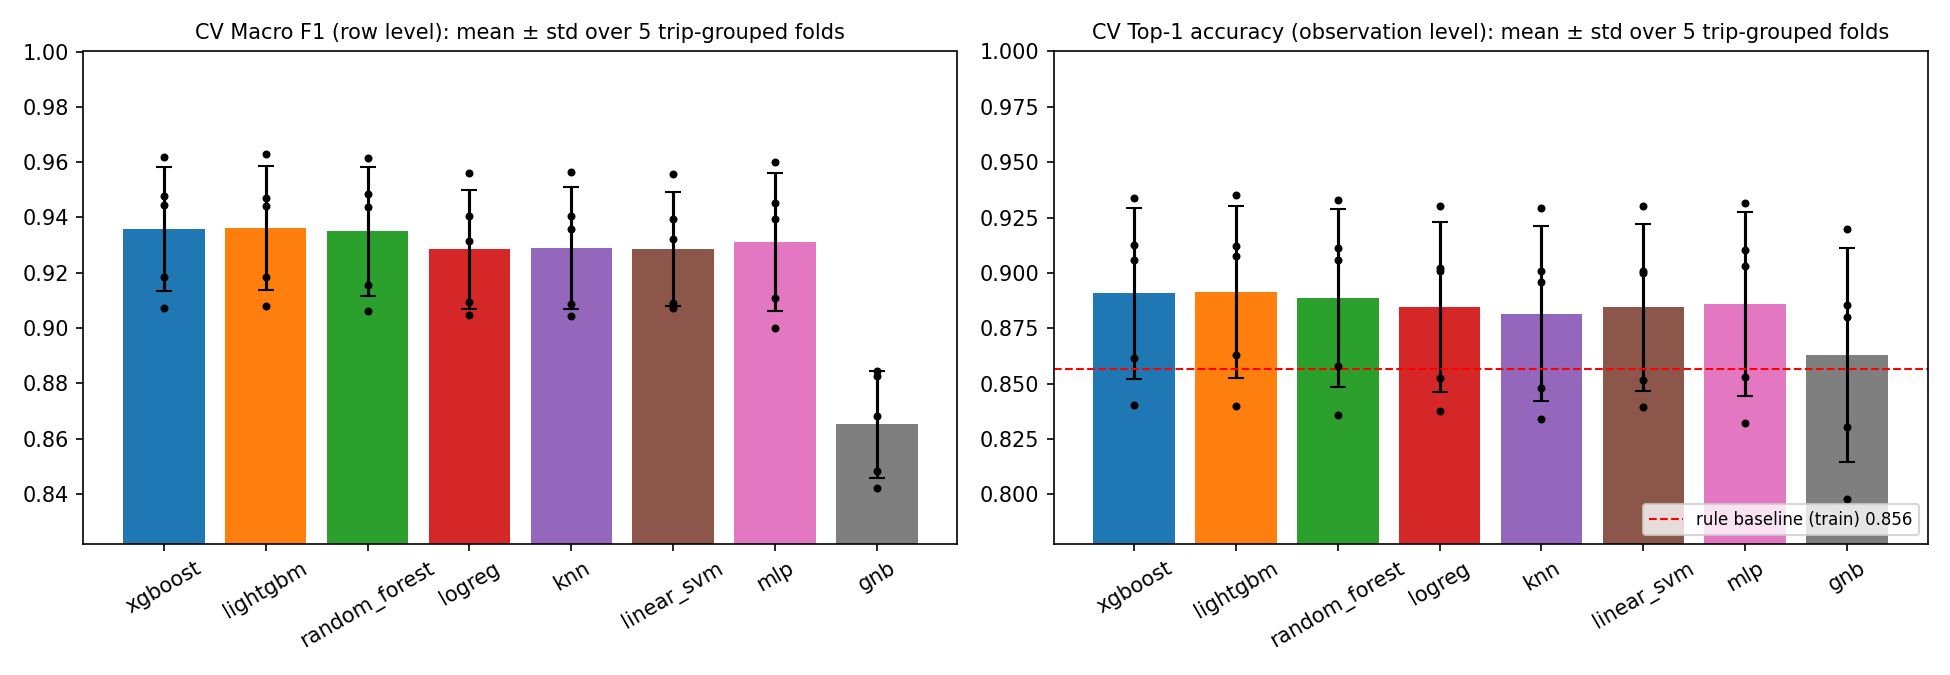 CV Macro F1 (row level): mean ± std over 5 trip-grouped folds
1.00
0.98
0.96
0.94
0.92
0.90
0.88
0.86
0.84
xgboost
lightgbm
random_forest
logreg
knn
linear_svm
mlp
gnb
CV Top-1 accuracy (observation level): mean ± std over 5 trip-grouped folds
1.000
0.975
0.950
0.925
0.900
0.875
0.850
0.825
0.800
rule baseline (train) 0.856
xgboost
lightgbm
random_forest
logreg
knn
linear_svm
mlp
gnb